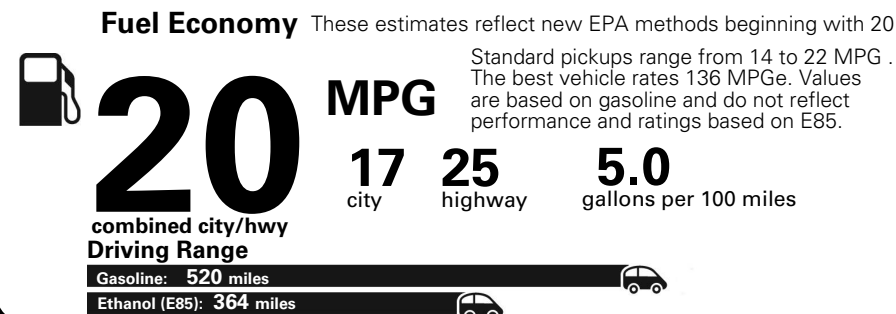 Fuel Economy These estimates reflect new EPA methods beginning with 20
Standard pickups range from 14 to 22 MPG .
The best vehicle rates 136 MPGe. Values
are based on gasoline and do not reflect
performance and ratings based on E85.
20 MPG
17 25 5.0
city highway gallons per 100 miles
combined city/hwy
Driving Range
Gasoline: 520 miles
Ethanol (E85): 364 miles